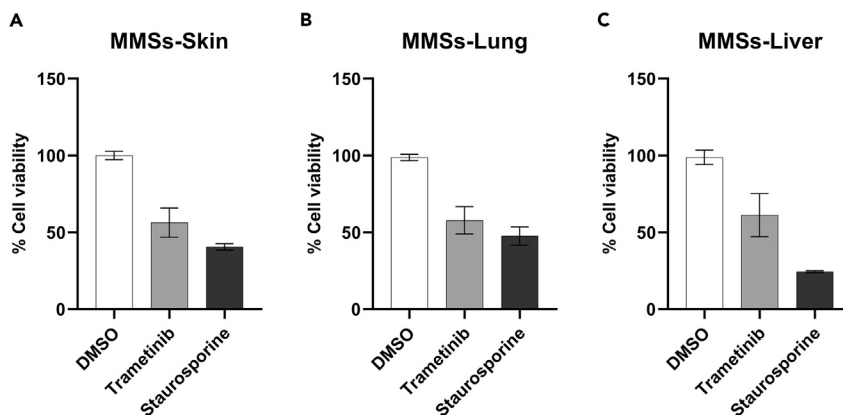 A
MMSs-Skin
% Cell viability
150
100
50
0
DMSO
Trametinib
Staurosporine
B
MMSs-Lung
% Cell viability
150
100
50
0
DMSO
Trametinib
Staurosporine
C
MMSs-Liver
% Cell viability
150
100
50
0
DMSO
Trametinib
Staurosporine